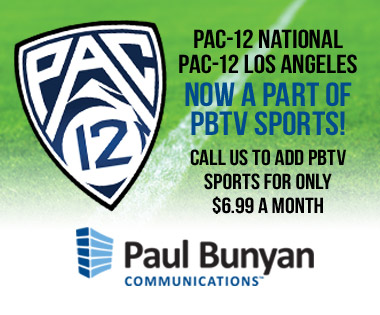 PAC
12
PAC-12 NATIONAL
PAC-12 LOS ANGELES
NOW A PART OF
PBTV SPORTS!
CALL US TO ADD PBTV
SPORTS FOR ONLY
$6.99 A MONTH
Paul Bunyan
COMMUNICATIONS™